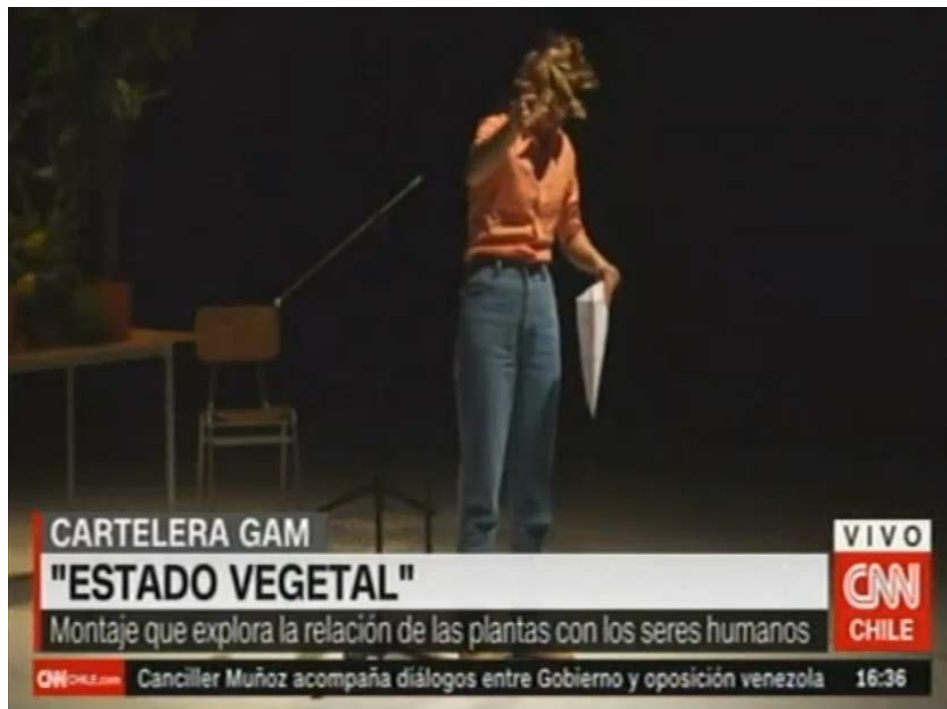 CARTELERA GAM
"ESTADO VEGETAL"
Montaje que explora la relación de las plantas con los seres humanos
VIVO
CNN
CHILE
CNNCHILE.com Canciller Muñoz acompaña diálogos entre Gobierno y oposición venezola 16:36